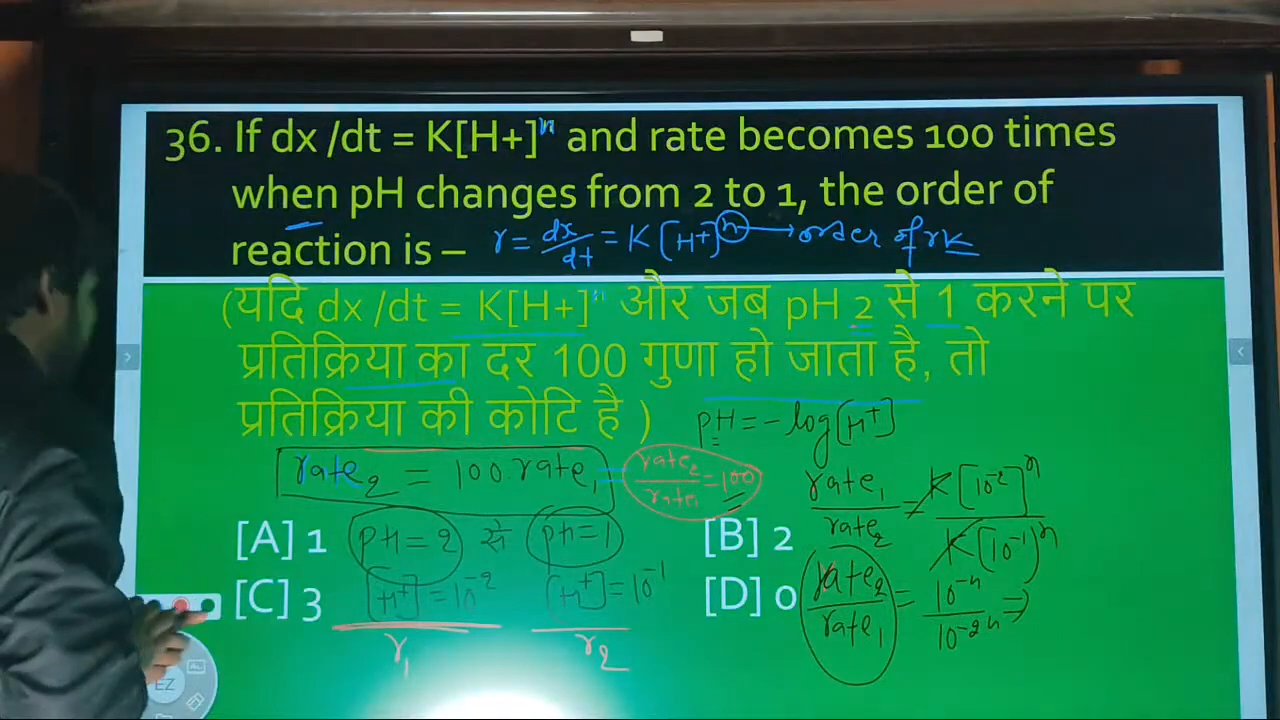 36. If dx /dt = K[H+]ⁿ and rate becomes 100 times
when pH changes from 2 to 1, the order of
reaction is – r = dx/dt = K[H+]ⁿ → order of rx
(यदि dx /dt = K[H+]ⁿ और जब pH 2 से 1 करने पर
प्रतिक्रिया का दर 100 गुणा हो जाता है, तो
प्रतिक्रिया की कोटि है )
pH = -log[H+]
rate₂ = 100.rate₁ = rate₂/rate₁ = 100
rate₁/rate₂ = K[10⁻²]ⁿ/K(10⁻¹)ⁿ
[A] 1 pH=2 से pH=1 [B] 2
[C] 3 [H+]=10⁻² [H+]=10⁻¹ [D] 0
rate₂/rate₁ = 10⁻ⁿ/10⁻²ⁿ ⇒
r₁ r₂
EZ